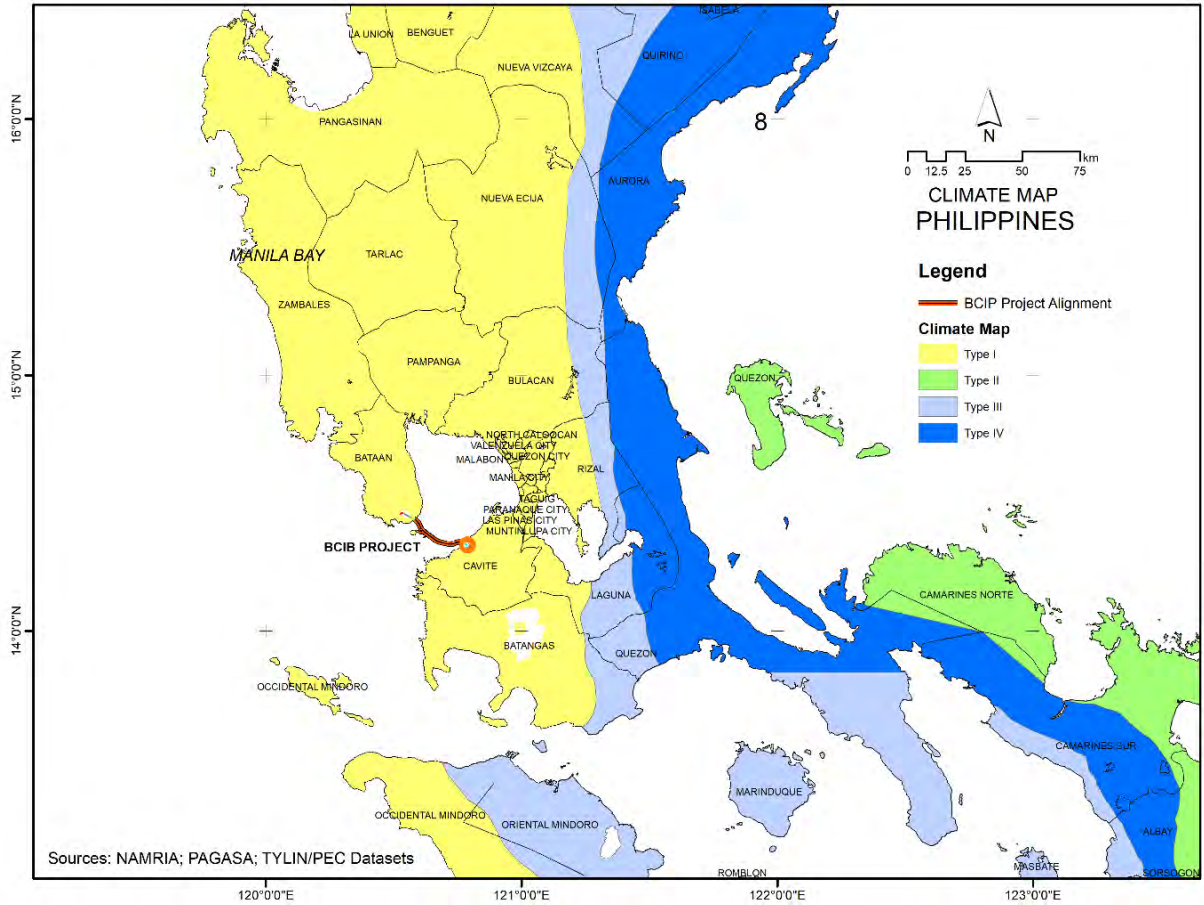 ISABELA
LA UNION
BENGUET
QUIRINO
NUEVA VIZCAYA
16°0'0"N
PANGASINAN
8
N
0 12.5 25 50 75 km
CLIMATE MAP
PHILIPPINES
AURORA
NUEVA ECIJA
MANILA BAY
TARLAC
Legend
ZAMBALES
BCIP Project Alignment
Climate Map
Type I
Type II
Type III
Type IV
PAMPANGA
15°0'0"N
BULACAN
QUEZON
NORTH CALOOCAN
VALENZUELA CITY
QUEZON CITY
MALABON
BATAAN
RIZAL
MANILA CITY
TAGUIG
PARANAQUE CITY
LAS PINAS CITY
MUNTINLUPA CITY
BCIB PROJECT
CAVITE
LAGUNA
CAMARINES NORTE
14°0'0"N
BATANGAS
QUEZON
OCCIDENTAL MINDORO
CAMARINES SUR
MARINDUQUE
OCCIDENTAL MINDORO
ORIENTAL MINDORO
ALBAY
Sources: NAMRIA; PAGASA; TYLIN/PEC Datasets
ROMBLON
MASBATE
SORSOGON
120°0'0"E
121°0'0"E
122°0'0"E
123°0'0"E